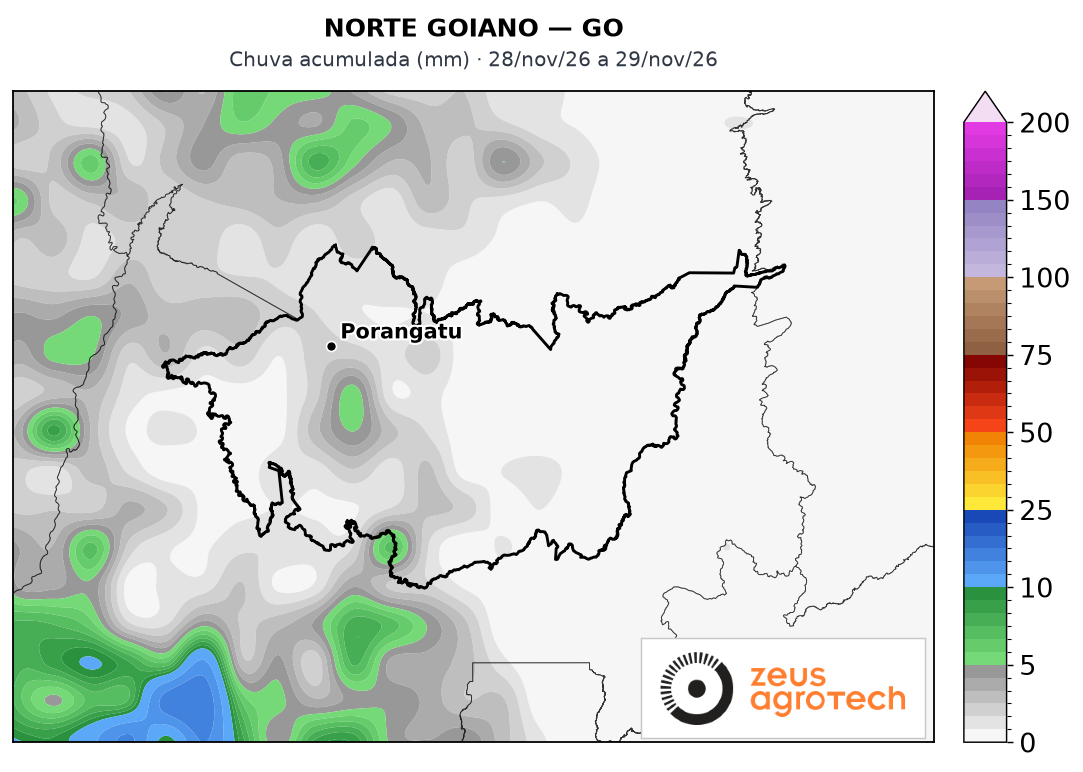 NORTE GOIANO — GO
Chuva acumulada (mm) · 28/nov/26 a 29/nov/26
Porangatu
200
150
100
75
50
25
10
5
0
zeus
agrotech